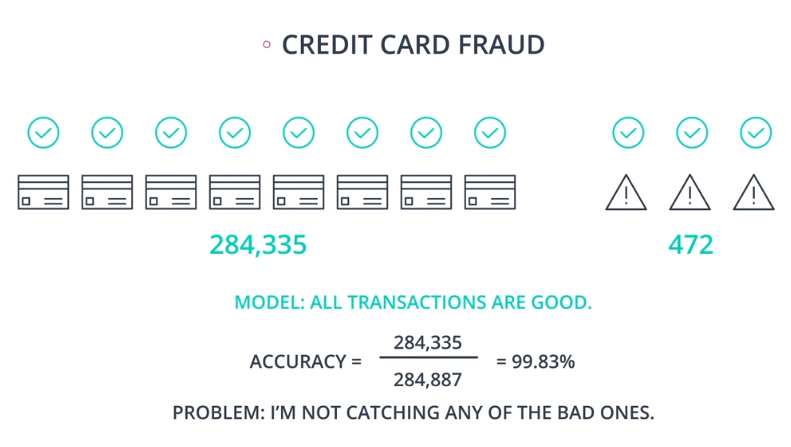 CREDIT CARD FRAUD
284,335
472
MODEL: ALL TRANSACTIONS ARE GOOD.
284,335
ACCURACY = = 99.83%
284,887
PROBLEM: I'M NOT CATCHING ANY OF THE BAD ONES.